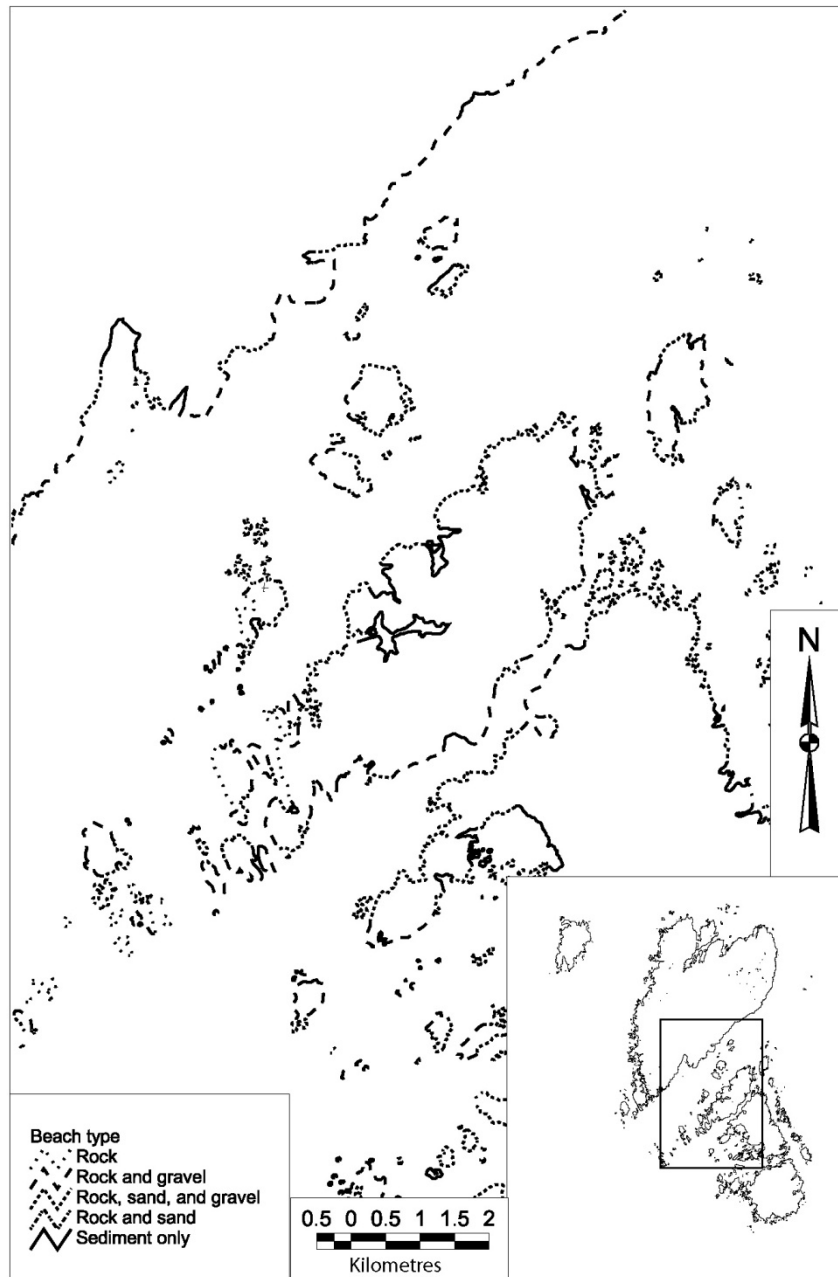 N
Beach type
Rock
Rock and gravel
Rock, sand, and gravel
Rock and sand
Sediment only
0.5 0 0.5 1 1.5 2
Kilometres